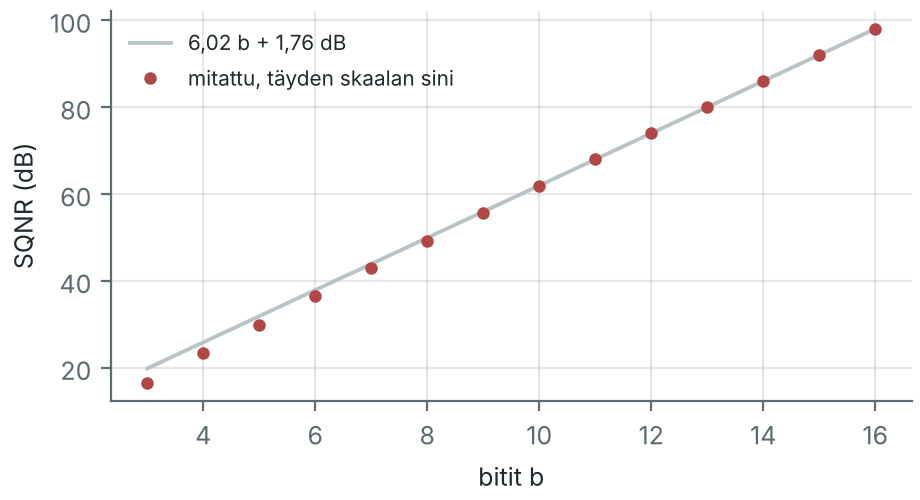 6,02 b + 1,76 dB
mitattu, täyden skaalan sini
SQNR (dB)
100
80
60
40
20
4 6 8 10 12 14 16
bitit b